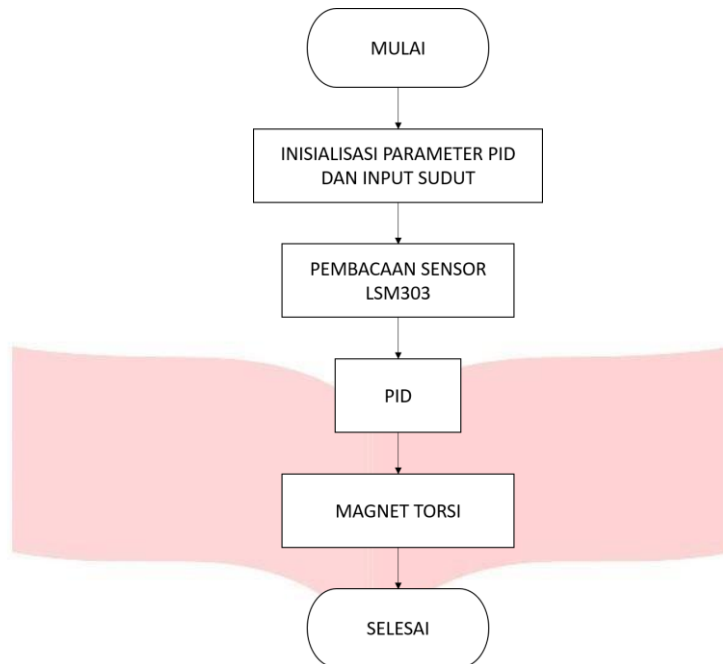 MULAI
INISIALISASI PARAMETER PID
DAN INPUT SUDUT
PEMBACAAN SENSOR
LSM303
PID
MAGNET TORSI
SELESAI